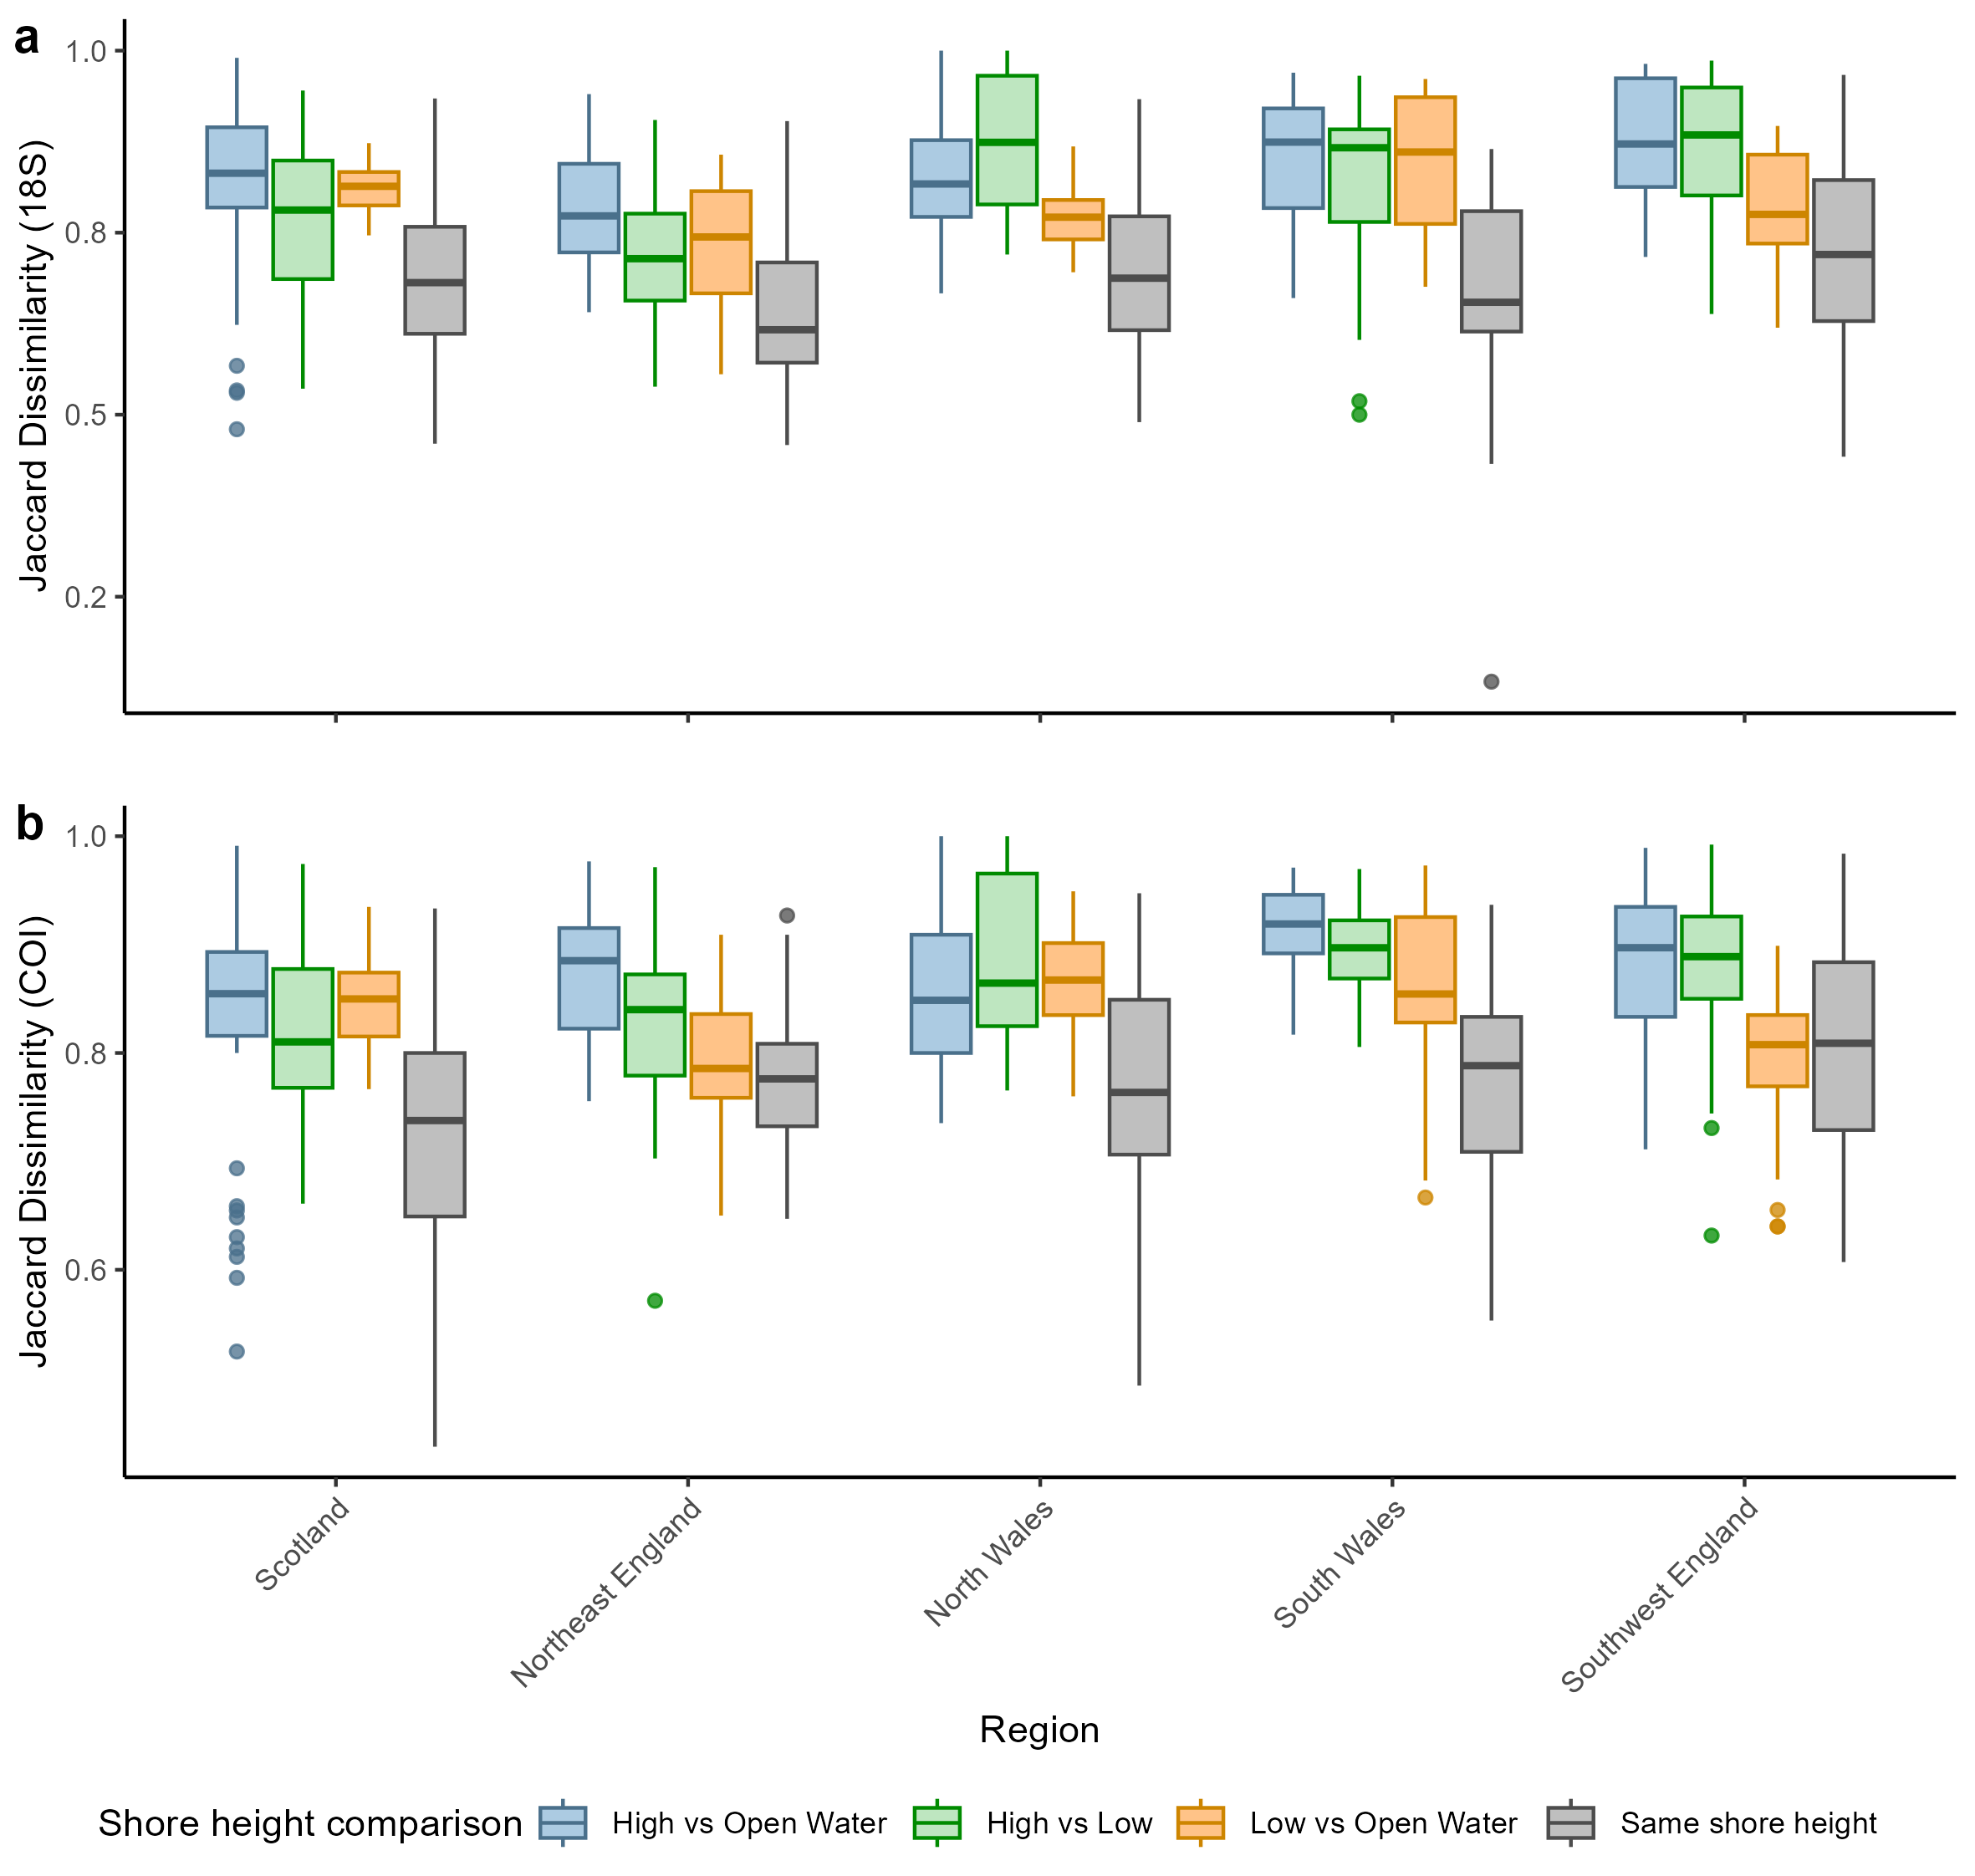 a
Jaccard Dissimilarity (18S)
1.0
0.8
0.5
0.2
b
Jaccard Dissimilarity (COI)
1.0
0.8
0.6
Scotland
Northeast England
North Wales
South Wales
Southwest England
Region
Shore height comparison High vs Open Water High vs Low Low vs Open Water Same shore height